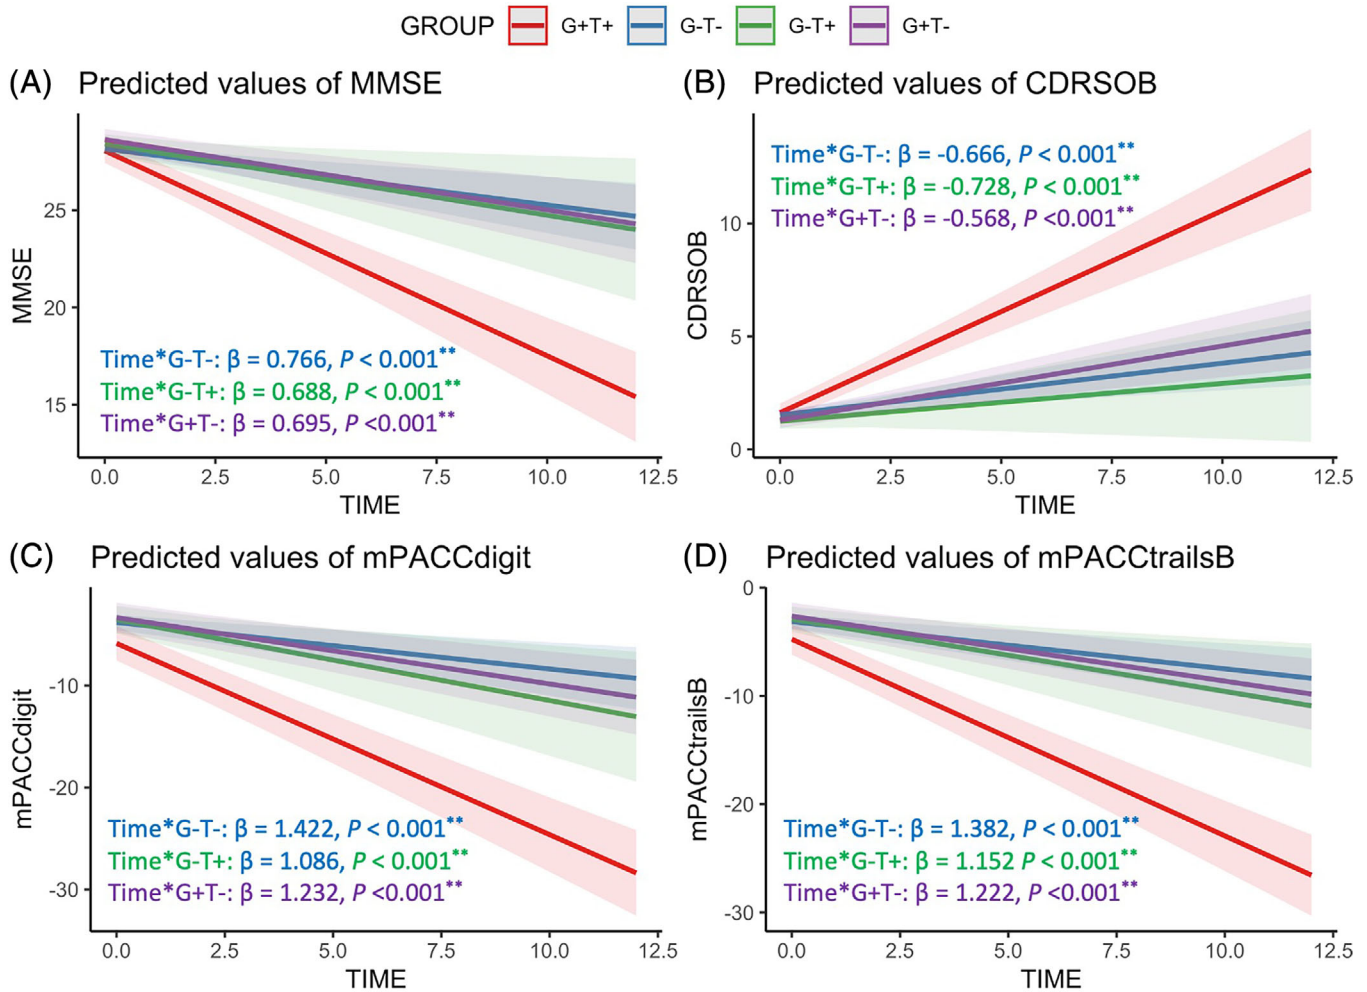 GROUP G+T+ G-T- G-T+ G+T-
(A) Predicted values of MMSE
MMSE
25
20
15
Time*G-T-: β = 0.766, P < 0.001**
Time*G-T+: β = 0.688, P < 0.001**
Time*G+T-: β = 0.695, P <0.001**
0.0 2.5 5.0 7.5 10.0 12.5
TIME
(B) Predicted values of CDRSOB
Time*G-T-: β = -0.666, P < 0.001**
Time*G-T+: β = -0.728, P < 0.001**
Time*G+T-: β = -0.568, P <0.001**
CDRSOB
10
5
0
0.0 2.5 5.0 7.5 10.0 12.5
TIME
(C) Predicted values of mPACCdigit
mPACCdigit
-10
-20
-30
Time*G-T-: β = 1.422, P < 0.001**
Time*G-T+: β = 1.086, P < 0.001**
Time*G+T-: β = 1.232, P <0.001**
0.0 2.5 5.0 7.5 10.0 12.5
TIME
(D) Predicted values of mPACCtrailsB
mPACCtrailsB
0
-10
-20
-30
Time*G-T-: β = 1.382, P < 0.001**
Time*G-T+: β = 1.152 P < 0.001**
Time*G+T-: β = 1.222, P <0.001**
0.0 2.5 5.0 7.5 10.0 12.5
TIME